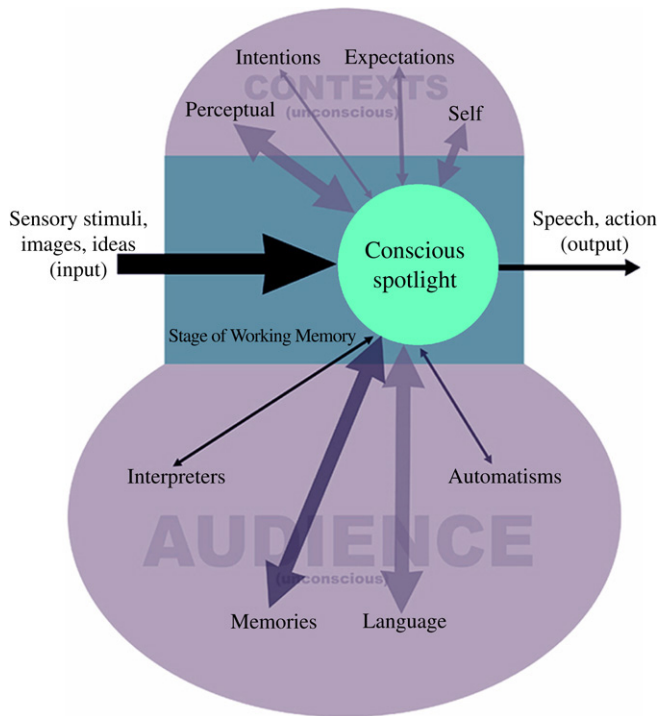 Intentions
Expectations
CONTEXTS
(unconscious)
Perceptual
Self
Sensory stimuli,
images, ideas
(input)
Conscious
spotlight
Speech, action
(output)
Stage of Working Memory
Interpreters
Automatisms
AUDIENCE
(unconscious)
Memories
Language